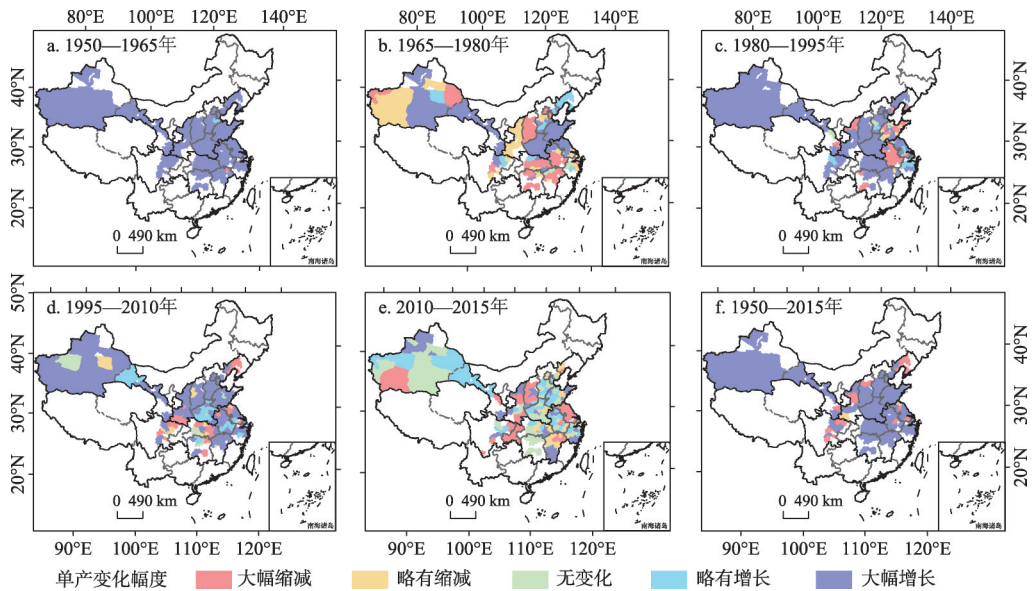 80°E 100°E 120°E 140°E 80°E 100°E 120°E 140°E 80°E 100°E 120°E 140°E
a. 1950—1965年 b. 1965—1980年 c. 1980—1995年
40°N 40°N
30°N 30°N
20°N 20°N
0 490 km 0 490 km 0 490 km
南海诸岛 南海诸岛 南海诸岛
50°N
d. 1995—2010年 e. 2010—2015年 f. 1950—2015年
40°N 40°N
30°N 30°N
20°N 20°N
0 490 km 0 490 km 0 490 km
南海诸岛 南海诸岛 南海诸岛
90°E 100°E 110°E 120°E 90°E 100°E 110°E 120°E 90°E 100°E 110°E 120°E
单产变化幅度 大幅缩减 略有缩减 无变化 略有增长 大幅增长